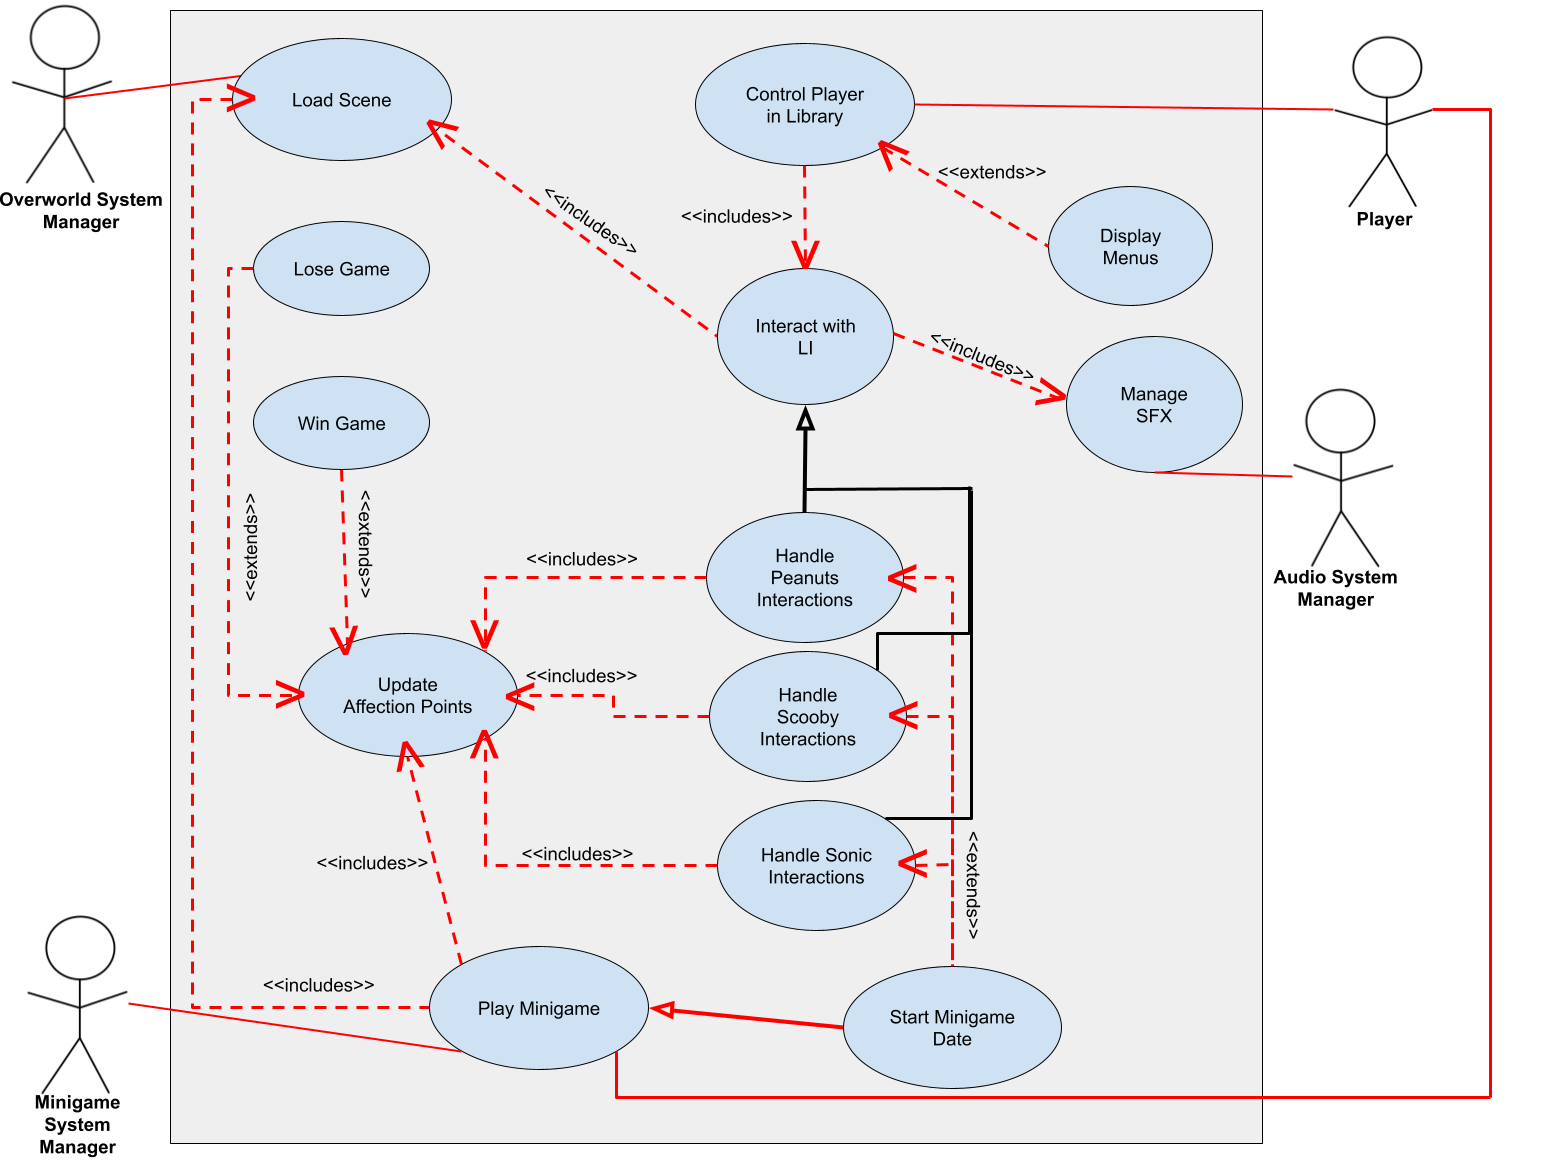 Load Scene
Control Player
in Library
Overworld System
Manager
Player
<<extends>>
<<includes>>
<<includes>>
Display
Menus
Lose Game
Interact with
LI
<<includes>>
Manage
SFX
Win Game
<<extends>>
<<extends>>
<<includes>>
Handle
Peanuts
Interactions
Audio System
Manager
Update
Affection Points
<<includes>>
Handle
Scooby
Interactions
<<includes>>
<<includes>>
Handle Sonic
Interactions
<<extends>>
<<includes>>
Play Minigame
Start Minigame
Date
Minigame
System
Manager